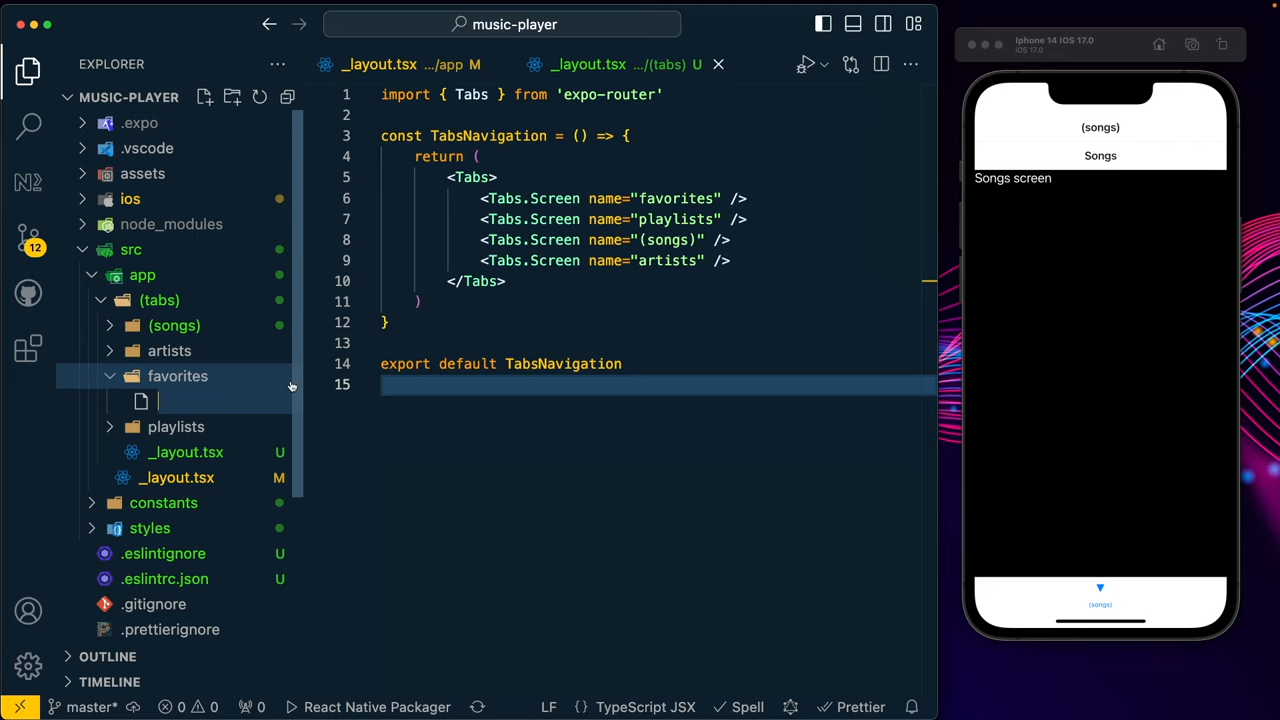 music-player
EXPLORER
_layout.tsx .../app M
_layout.tsx .../(tabs) U
MUSIC-PLAYER
.expo
.vscode
assets
ios
node_modules
12
src
app
(tabs)
(songs)
artists
favorites
playlists
_layout.tsx U
_layout.tsx M
constants
styles
.eslintignore U
.eslintrc.json U
.gitignore
.prettierignore
OUTLINE
TIMELINE
1 import { Tabs } from 'expo-router'
2
3 const TabsNavigation = () => {
4 return (
5 <Tabs>
6 <Tabs.Screen name="favorites" />
7 <Tabs.Screen name="playlists" />
8 <Tabs.Screen name="(songs)" />
9 <Tabs.Screen name="artists" />
10 </Tabs>
11 )
12 }
13
14 export default TabsNavigation
15
master* 0 0 0 React Native Packager LF {} TypeScript JSX Spell Prettier
Iphone 14 IOS 17.0
iOS 17.0
(songs)
Songs
Songs screen
(songs)